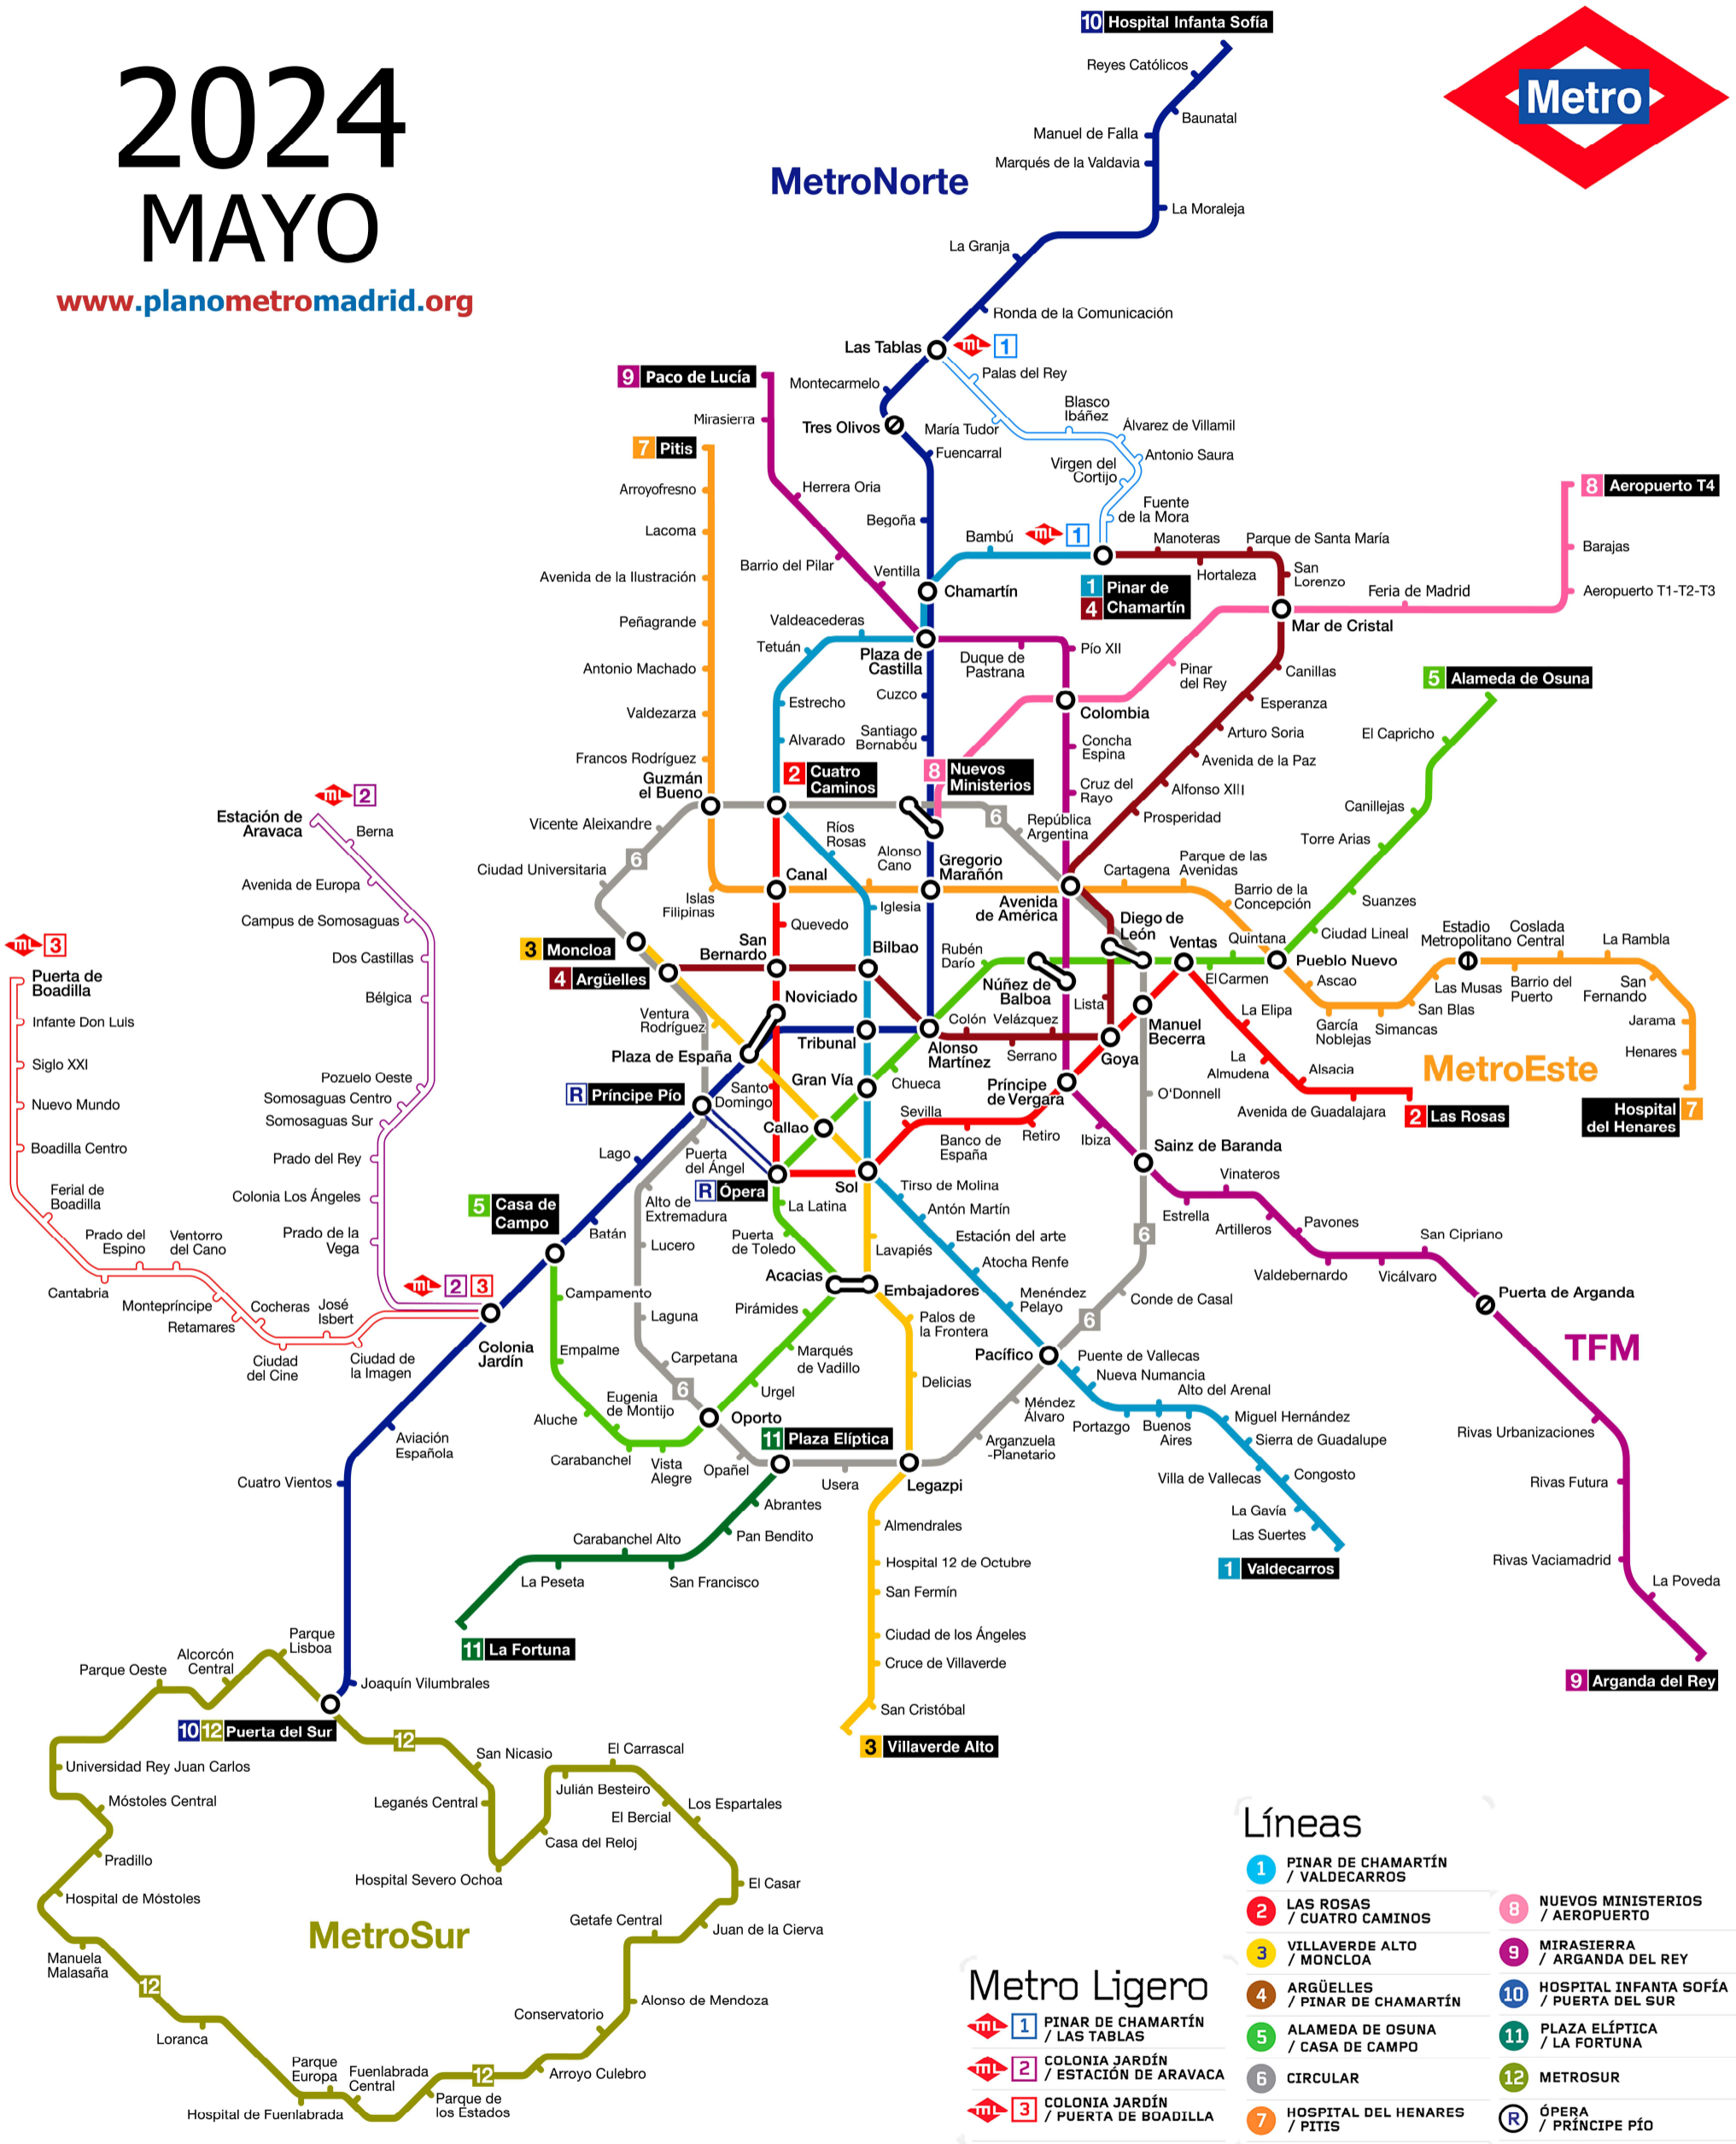 2024
MAYO
www.planometromadrid.org
Metro
10 Hospital Infanta Sofía
Reyes Católicos
Baunatal
Manuel de Falla
Marqués de la Valdavia
MetroNorte
La Moraleja
La Granja
Ronda de la Comunicación
Las Tablas
mL 1
9 Paco de Lucía
Montecarmelo
Palas del Rey
Mirasierra
Tres Olivos
María Tudor
Blasco
Ibáñez
Álvarez de Villamil
7 Pitis
Fuencarral
Antonio Saura
Virgen del
Cortijo
Arroyofresno
Herrera Oria
Fuente
de la Mora
8 Aeropuerto T4
Lacoma
Begoña
Bambú
mL 1
Manoteras
Parque de Santa María
Barajas
Avenida de la Ilustración
Barrio del Pilar
Ventilla
Chamartín
1 Pinar de
4 Chamartín
Hortaleza
San
Lorenzo
Feria de Madrid
Aeropuerto T1-T2-T3
Peñagrande
Valdeacederas
Mar de Cristal
Tetuán
Plaza de
Castilla
Duque de
Pastrana
Pío XII
Antonio Machado
Pinar
del Rey
Canillas
5 Alameda de Osuna
Valdezarza
Estrecho
Cuzco
Colombia
Esperanza
El Capricho
Alvarado
Santiago
Bernabéu
Concha
Espina
Arturo Soria
Francos Rodríguez
Avenida de la Paz
Guzmán
el Bueno
2 Cuatro
Caminos
8 Nuevos
Ministerios
Cruz del
Rayo
Alfonso XIII
Canillejas
Estación de
Aravaca
mL 2
Berna
Vicente Aleixandre
6
Ríos
Rosas
6
República
Argentina
Prosperidad
Torre Arias
Ciudad Universitaria
Alonso
Cano
Gregorio
Marañón
Cartagena
Parque de las
Avenidas
Avenida de Europa
Canal
Islas
Filipinas
Iglesia
Avenida
de América
Barrio de la
Concepción
Suanzes
Campus de Somosaguas
Quevedo
Diego de
León
Ciudad Lineal
mL 3
3 Moncloa
San
Bernardo
Bilbao
Rubén
Darío
Ventas
Quintana
Estadio
Metropolitano
Coslada
Central
La Rambla
Dos Castillas
4 Argüelles
Pueblo Nuevo
El Carmen
Puerta de
Boadilla
Núñez de
Balboa
Ascao
Las Musas
Barrio del
Puerto
San
Fernando
Bélgica
Noviciado
Lista
San Blas
Infante Don Luis
Ventura
Rodríguez
Colón
Velázquez
Manuel
Becerra
La Elipa
García
Noblejas
Simancas
Jarama
Plaza de España
Tribunal
Alonso
Martínez
Serrano
Goya
La
Almudena
Henares
Siglo XXI
Pozuelo Oeste
Gran Vía
Chueca
Príncipe
de Vergara
O'Donnell
Alsacia
MetroEste
Somosaguas Centro
R Príncipe Pío
Santo
Domingo
Avenida de Guadalajara
2 Las Rosas
Hospital
del Henares 7
Nuevo Mundo
Somosaguas Sur
Callao
Sevilla
Banco de
España
Retiro
Ibiza
Boadilla Centro
Prado del Rey
Lago
Puerta
del Ángel
Sainz de Baranda
Ferial de
Boadilla
Colonia Los Ángeles
R Ópera
Sol
Tirso de Molina
Vinateros
5 Casa de
Campo
Alto de
Extremadura
La Latina
Antón Martín
Estrella
Prado del
Espino
Ventorro
del Cano
Prado de la
Vega
Batán
Lucero
Puerta
de Toledo
Lavapiés
Estación del arte
6
Artilleros
Pavones
San Cipriano
Atocha Renfe
Valdebernardo
Vicálvaro
Cantabria
mL 2 3
Campamento
Acacias
Embajadores
Menéndez
Pelayo
Conde de Casal
Puerta de Arganda
Montepríncipe
Cocheras
José
Isbert
Laguna
Pirámides
Palos de
la Frontera
6
Retamares
Colonia
Jardín
Empalme
Carpetana
Marqués
de Vadillo
Pacífico
Puente de Vallecas
TFM
Ciudad
del Cine
Ciudad de
la Imagen
6
Urgel
Delicias
Nueva Numancia
Alto del Arenal
Eugenia
de Montijo
Oporto
Méndez
Álvaro
Portazgo
Buenos
Aires
Miguel Hernández
Aluche
Aviación
Española
11 Plaza Elíptica
Arganzuela
-Planetario
Sierra de Guadalupe
Rivas Urbanizaciones
Carabanchel
Vista
Alegre
Opañel
Usera
Legazpi
Villa de Vallecas
Congosto
Cuatro Vientos
Abrantes
Almendrales
La Gavía
Rivas Futura
Carabanchel Alto
Pan Bendito
Las Suertes
Hospital 12 de Octubre
1 Valdecarros
Rivas Vaciamadrid
La Peseta
San Francisco
San Fermín
La Poveda
11 La Fortuna
Ciudad de los Ángeles
Cruce de Villaverde
9 Arganda del Rey
Parque
Lisboa
Alcorcón
Central
Parque Oeste
Joaquín Vilumbrales
San Cristóbal
10 12 Puerta del Sur
12
3 Villaverde Alto
San Nicasio
El Carrascal
Universidad Rey Juan Carlos
Leganés Central
Julián Besteiro
El Bercial
Los Espartales
Móstoles Central
Casa del Reloj
Pradillo
Hospital Severo Ochoa
El Casar
Hospital de Móstoles
MetroSur
Getafe Central
Juan de la Cierva
Manuela
Malasaña
12
Alonso de Mendoza
Conservatorio
Loranca
Parque
Europa
Fuenlabrada
Central
12
Arroyo Culebro
Hospital de Fuenlabrada
Parque de
los Estados
Metro Ligero
mL 1 PINAR DE CHAMARTÍN
/ LAS TABLAS
mL 2 COLONIA JARDÍN
/ ESTACIÓN DE ARAVACA
mL 3 COLONIA JARDÍN
/ PUERTA DE BOADILLA
Líneas
1 PINAR DE CHAMARTÍN
/ VALDECARROS
2 LAS ROSAS
/ CUATRO CAMINOS
3 VILLAVERDE ALTO
/ MONCLOA
4 ARGÜELLES
/ PINAR DE CHAMARTÍN
5 ALAMEDA DE OSUNA
/ CASA DE CAMPO
6 CIRCULAR
7 HOSPITAL DEL HENARES
/ PITIS
8 NUEVOS MINISTERIOS
/ AEROPUERTO
9 MIRASIERRA
/ ARGANDA DEL REY
10 HOSPITAL INFANTA SOFÍA
/ PUERTA DEL SUR
11 PLAZA ELÍPTICA
/ LA FORTUNA
12 METROSUR
R ÓPERA
/ PRÍNCIPE PÍO